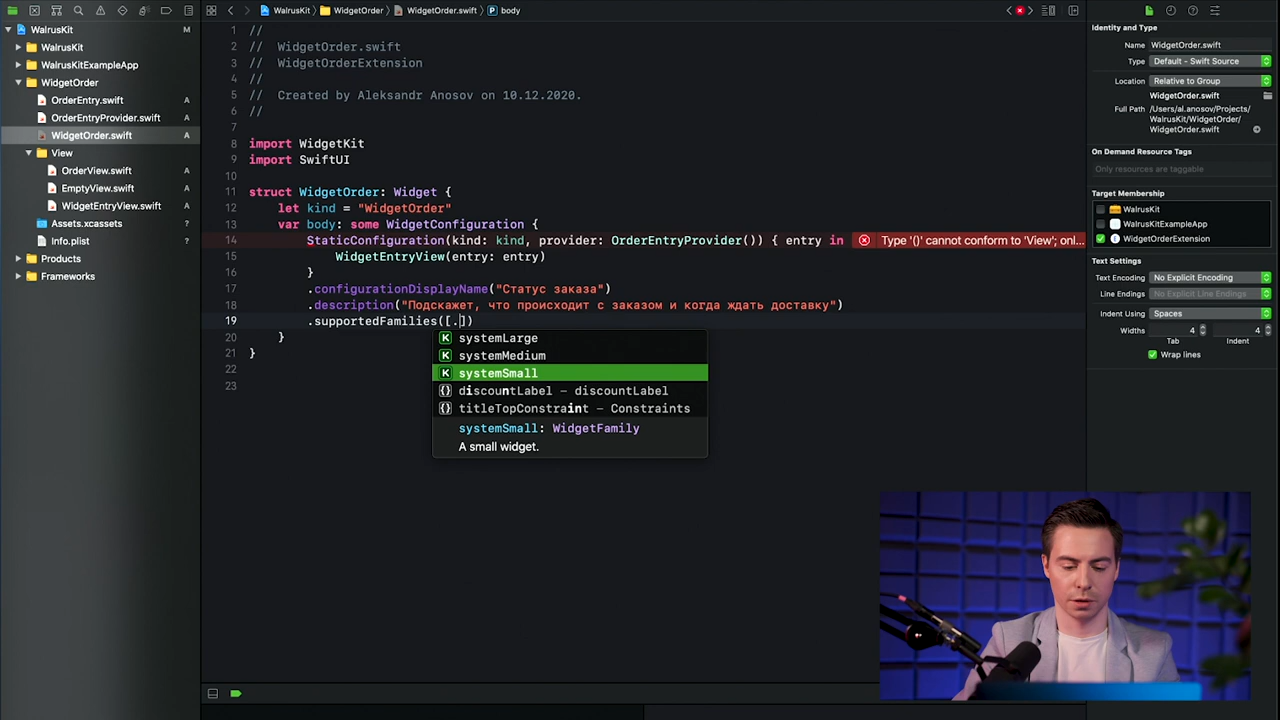 WalrusKit
M
WalrusKit
WalrusKitExampleApp
WidgetOrder
OrderEntry.swift
A
OrderEntryProvider.swift
A
WidgetOrder.swift
A
View
OrderView.swift
A
EmptyView.swift
A
WidgetEntryView.swift
A
Assets.xcassets
?
Info.plist
A
Products
?
Frameworks
?
WalrusKit
WidgetOrder
WidgetOrder.swift
body
1 //
2 // WidgetOrder.swift
3 // WidgetOrderExtension
4 //
5 // Created by Aleksandr Anosov on 10.12.2020.
6 //
7
8 import WidgetKit
9 import SwiftUI
10
11 struct WidgetOrder: Widget {
12 let kind = "WidgetOrder"
13 var body: some WidgetConfiguration {
14 StaticConfiguration(kind: kind, provider: OrderEntryProvider()) { entry in
Type '()' cannot conform to 'View'; onl...
15 WidgetEntryView(entry: entry)
16 }
17 .configurationDisplayName("Статус заказа")
18 .description("Подскажет, что происходит с заказом и когда ждать доставку")
19 .supportedFamilies([.])
20 }
21 }
22
23
K systemLarge
K systemMedium
K systemSmall
{} discountLabel – discountLabel
{} titleTopConstraint – Constraints
systemSmall: WidgetFamily
A small widget.
Identity and Type
Name WidgetOrder.swift
Type Default - Swift Source
Location Relative to Group
WidgetOrder.swift
Full Path /Users/al.anosov/Projects/
WalrusKit/WidgetOrder/
WidgetOrder.swift
On Demand Resource Tags
Only resources are taggable
Target Membership
WalrusKit
WalrusKitExampleApp
WidgetOrderExtension
Text Settings
Text Encoding No Explicit Encoding
Line Endings No Explicit Line Endings
Indent Using Spaces
Widths 4 4
Tab Indent
Wrap lines